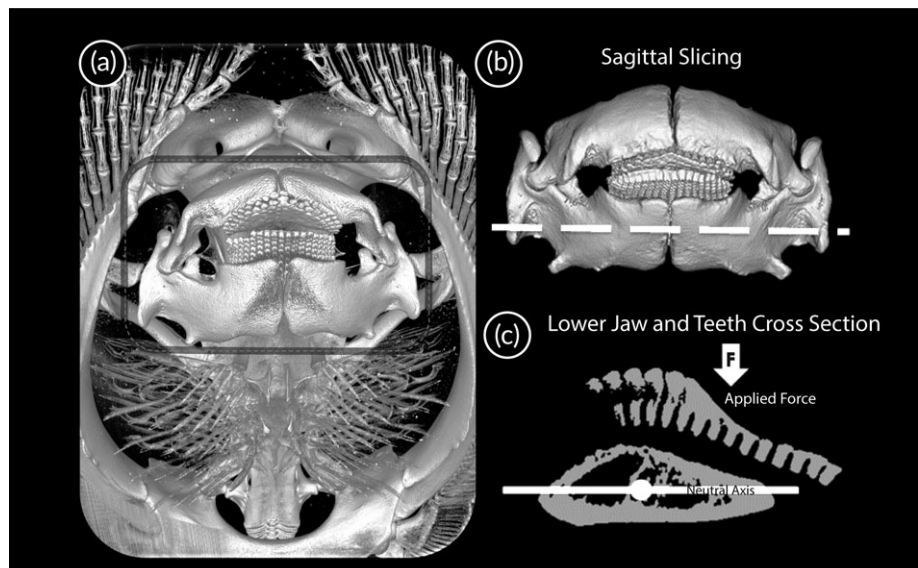 (a)
(b)
Sagittal Slicing
(c)
Lower Jaw and Teeth Cross Section
F
Applied Force
Neutral Axis